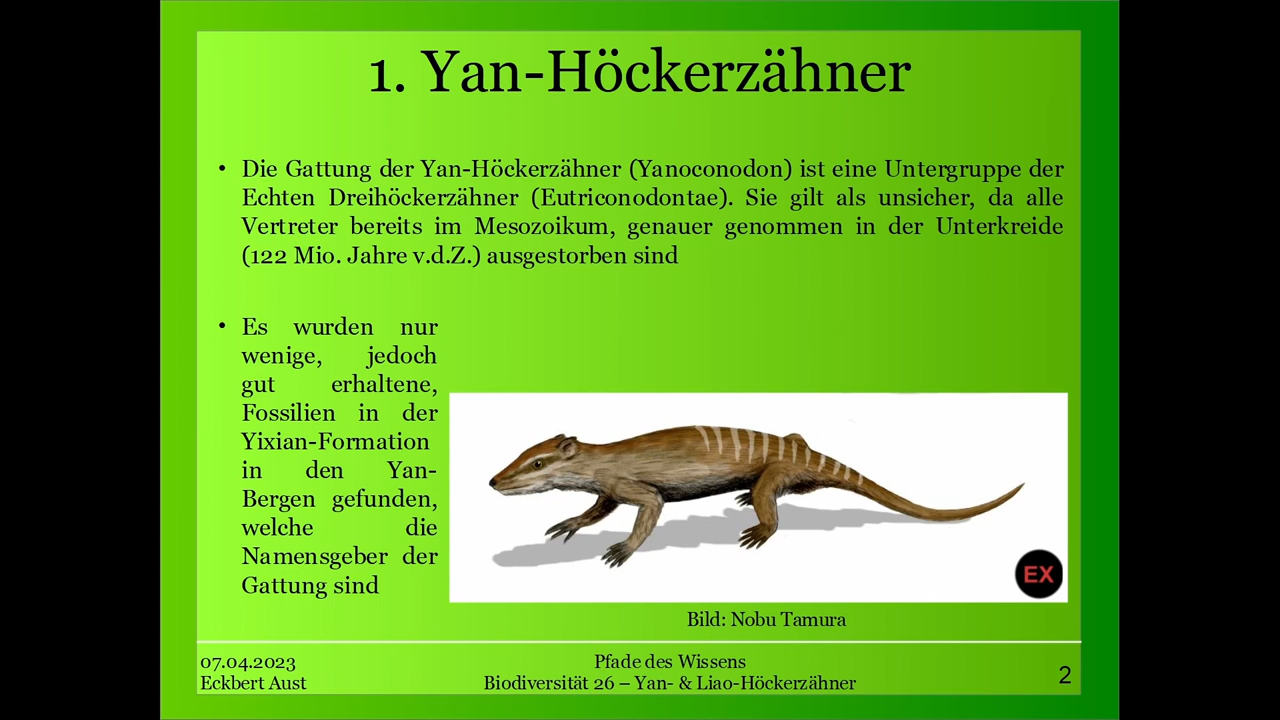 1. Yan-Höckerzähner
• Die Gattung der Yan-Höckerzähner (Yanoconodon) ist eine Untergruppe der
Echten Dreihöckerzähner (Eutriconodontae). Sie gilt als unsicher, da alle
Vertreter bereits im Mesozoikum, genauer genommen in der Unterkreide
(122 Mio. Jahre v.d.Z.) ausgestorben sind
• Es wurden nur
wenige, jedoch
gut erhaltene,
Fossilien in der
Yixian-Formation
in den Yan-
Bergen gefunden,
welche die
Namensgeber der
Gattung sind
EX
Bild: Nobu Tamura
07.04.2023
Eckbert Aust
Pfade des Wissens
Biodiversität 26 – Yan- & Liao-Höckerzähner
2